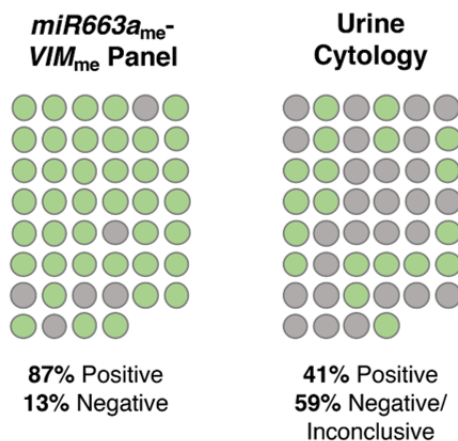 miR663ame-
VIMme Panel
Urine
Cytology
87% Positive
13% Negative
41% Positive
59% Negative/
Inconclusive